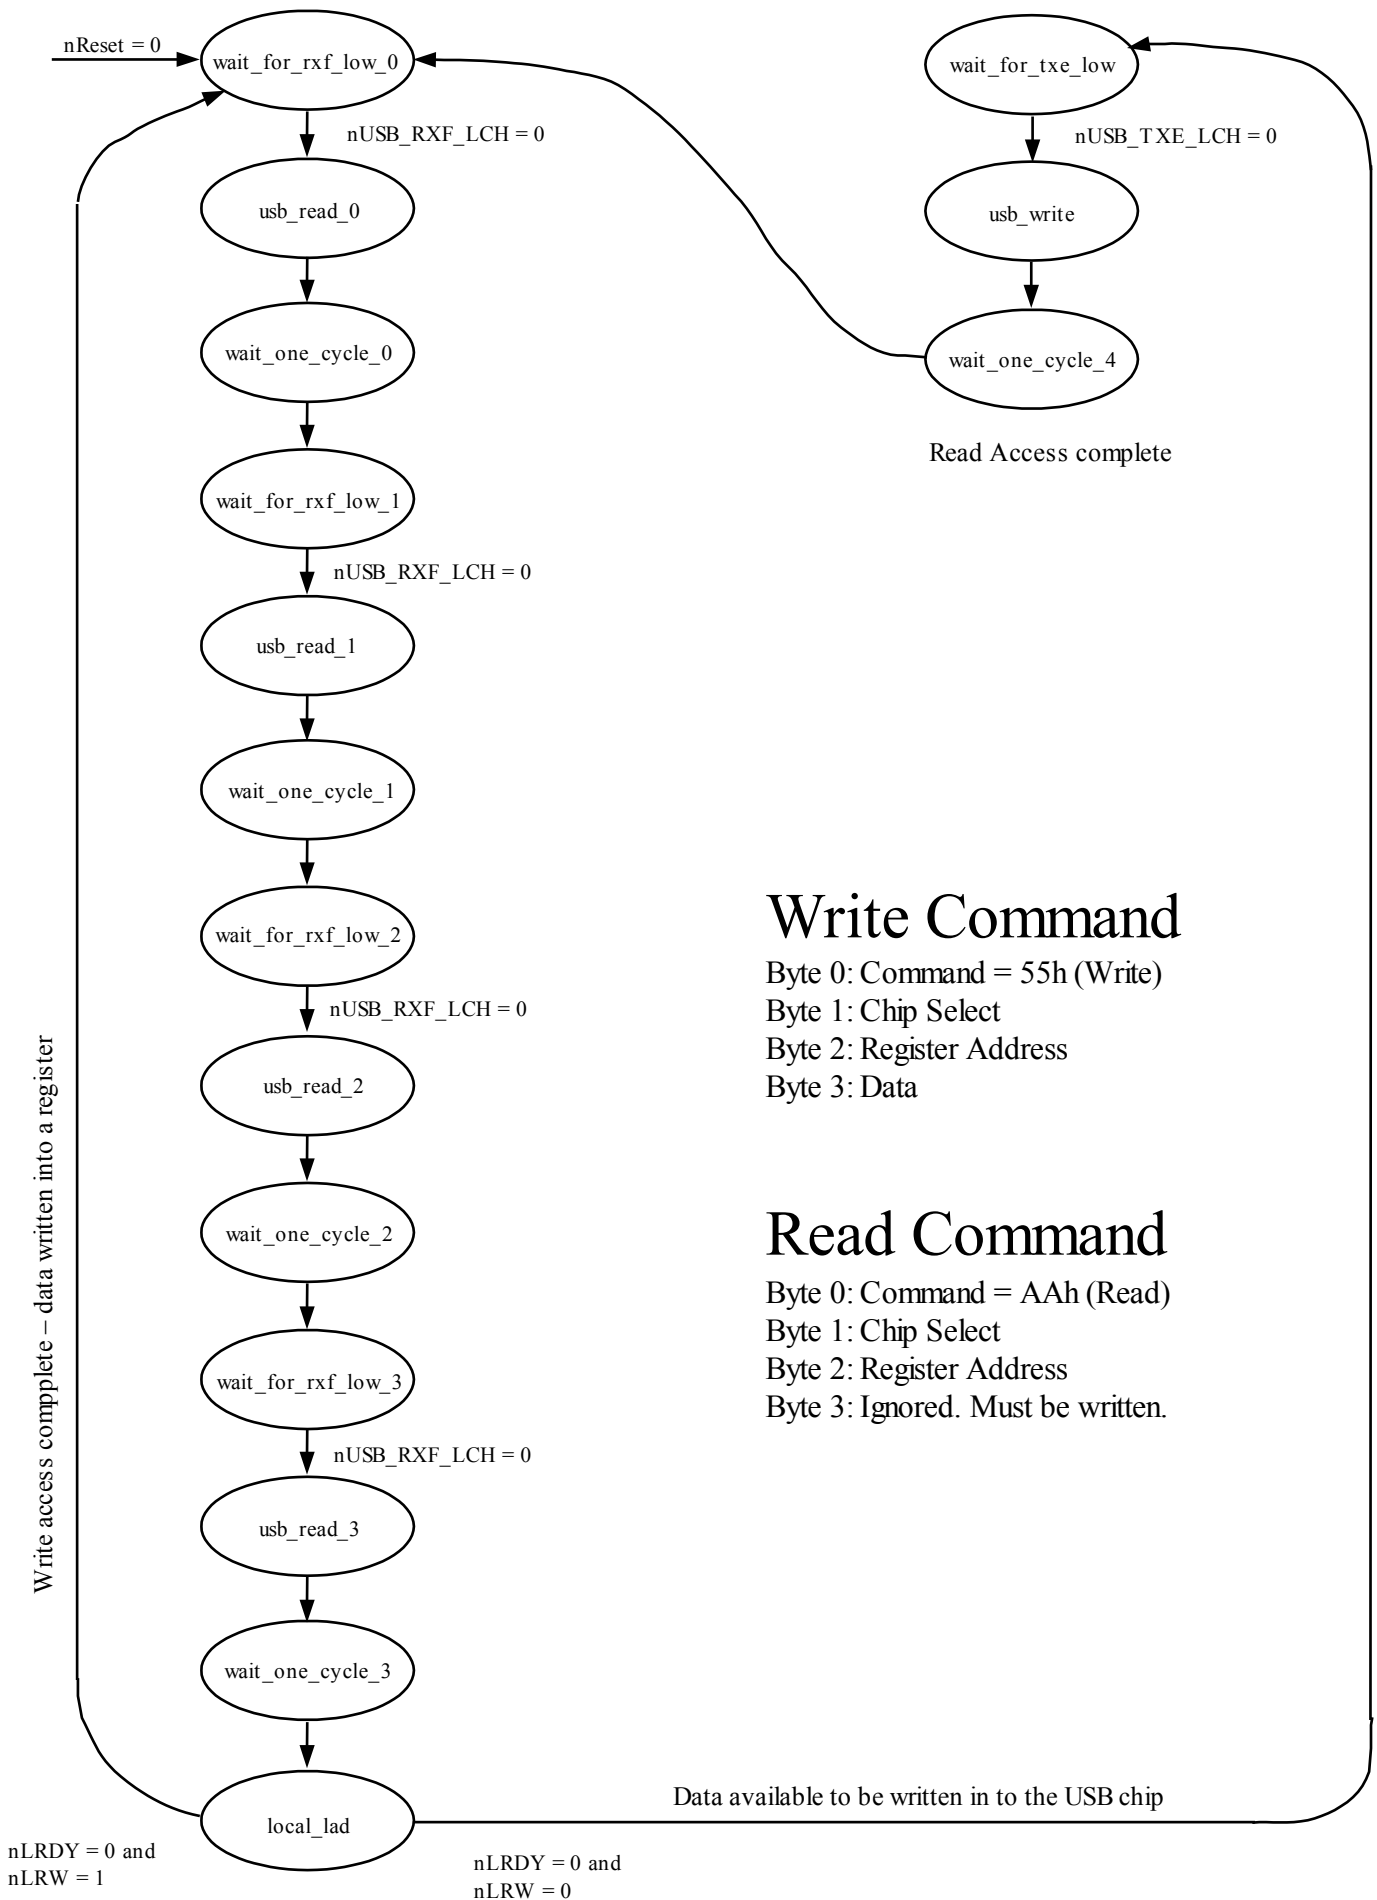 nReset = 0
wait_for_rxf_low_0
wait_for_txe_low
nUSB_RXF_LCH = 0
nUSB_TXE_LCH = 0
usb_read_0
usb_write
wait_one_cycle_0
wait_one_cycle_4
Read Access complete
wait_for_rxf_low_1
nUSB_RXF_LCH = 0
usb_read_1
wait_one_cycle_1
wait_for_rxf_low_2
nUSB_RXF_LCH = 0
usb_read_2
wait_one_cycle_2
wait_for_rxf_low_3
nUSB_RXF_LCH = 0
usb_read_3
wait_one_cycle_3
local_lad
Write Command
Byte 0: Command = 55h (Write)
Byte 1: Chip Select
Byte 2: Register Address
Byte 3: Data
Read Command
Byte 0: Command = AAh (Read)
Byte 1: Chip Select
Byte 2: Register Address
Byte 3: Ignored. Must be written.
Write access compplete – data written into a register
Data available to be written in to the USB chip
nLRDY = 0 and
nLRW = 1
nLRDY = 0 and
nLRW = 0